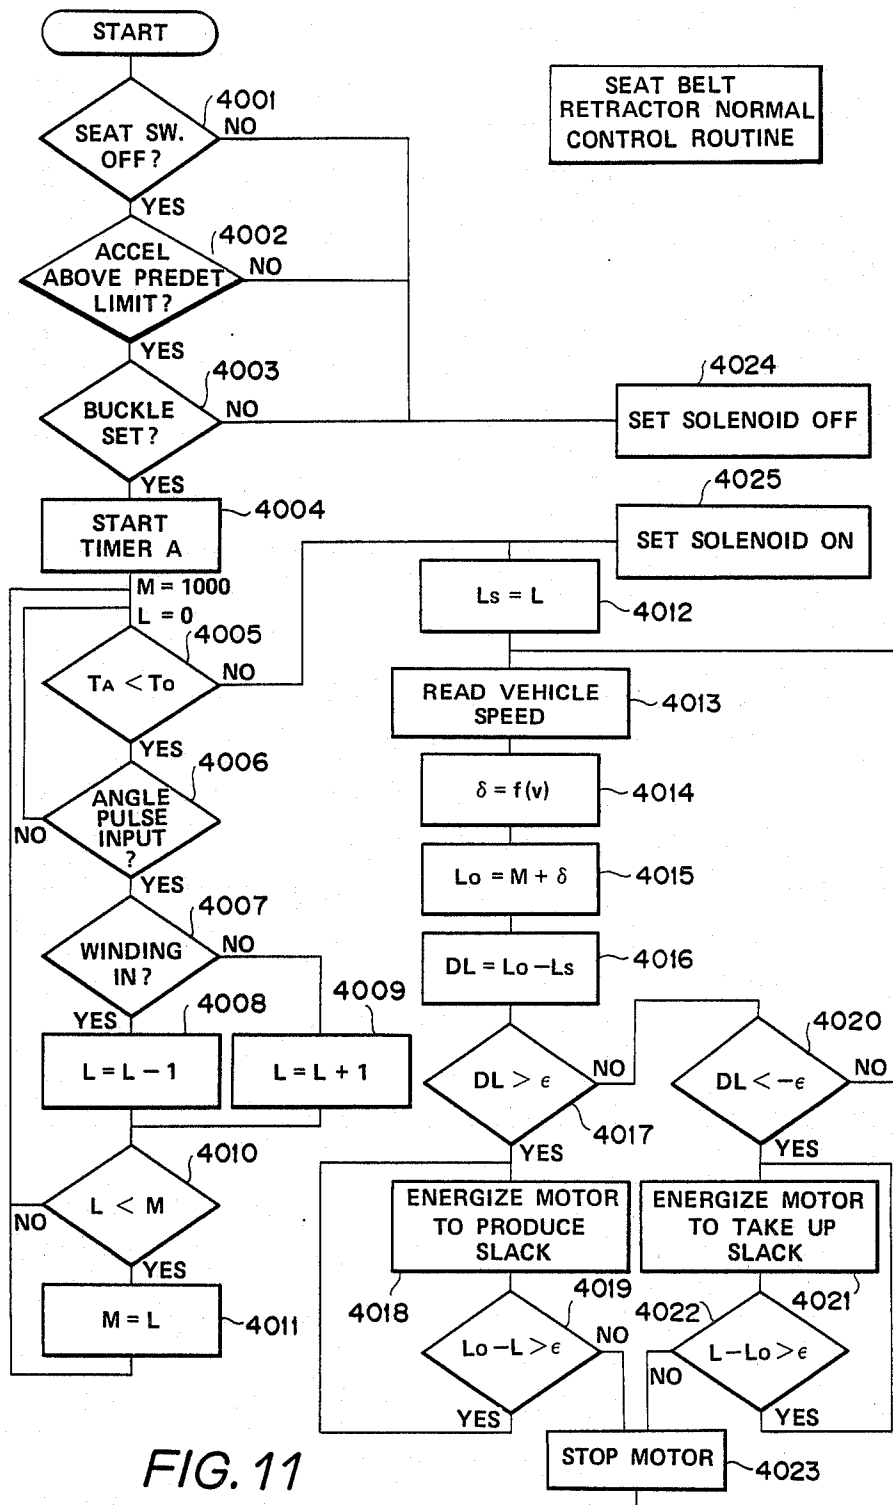 START
SEAT BELT
RETRACTOR NORMAL
CONTROL ROUTINE
4001
SEAT SW.
OFF?
NO
YES
4002
ACCEL
ABOVE PREDET
LIMIT?
NO
YES
4003
BUCKLE
SET?
NO
YES
4024
SET SOLENOID OFF
4004
START
TIMER A
4025
SET SOLENOID ON
M = 1000
L = 0
4005
TA < TO
NO
YES
4006
ANGLE
PULSE
INPUT
?
NO
YES
4007
WINDING
IN?
NO
YES
4008
L = L − 1
4009
L = L + 1
4010
L < M
NO
YES
M = L
4011
Ls = L
4012
READ VEHICLE
SPEED
4013
δ = f(v)
4014
Lo = M + δ
4015
DL = Lo − Ls
4016
DL > ϵ
NO
4017
YES
4020
DL < −ϵ
NO
YES
ENERGIZE MOTOR
TO PRODUCE
SLACK
4018
4019
Lo − L > ϵ
NO
YES
ENERGIZE MOTOR
TO TAKE UP
SLACK
4021
4022
L − Lo > ϵ
NO
YES
STOP MOTOR
4023
FIG. 11